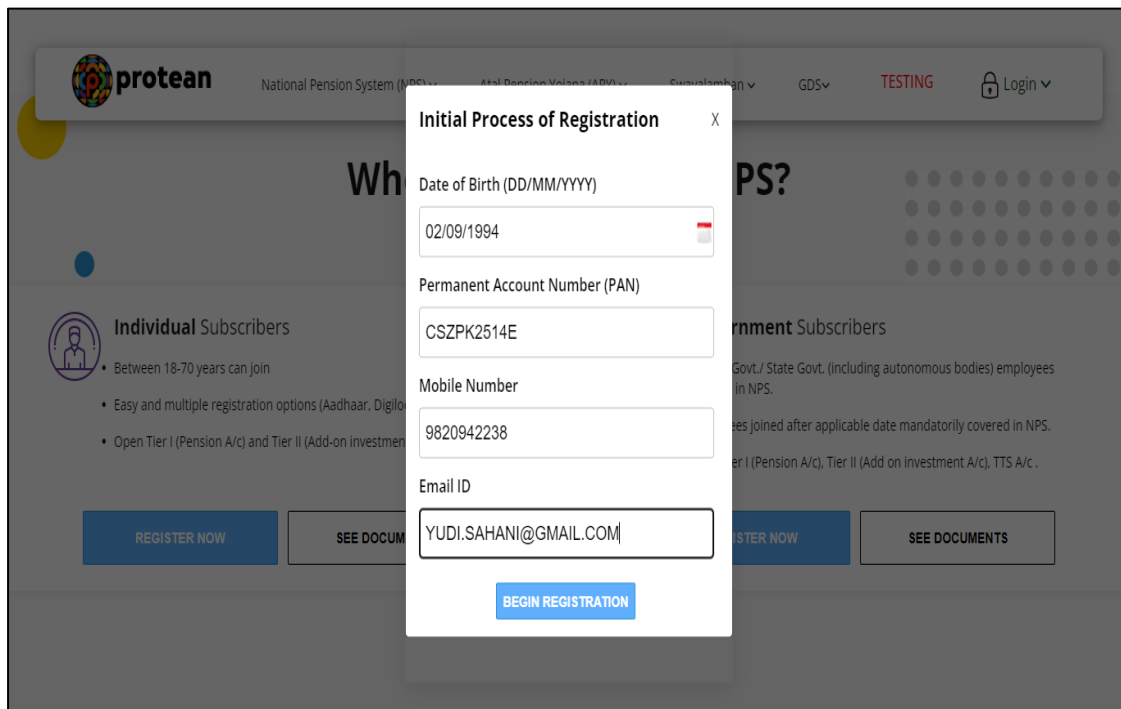 protean
National Pension System (NPS)
Atal Pension Yojana (APY)
Swavalamban
GDS
TESTING
Login
Initial Process of Registration X
Wh
PS?
Date of Birth (DD/MM/YYYY)
02/09/1994
Permanent Account Number (PAN)
CSZPK2514E
Mobile Number
9820942238
Email ID
YUDI.SAHANI@GMAIL.COM
BEGIN REGISTRATION
Individual Subscribers
• Between 18-70 years can join
• Easy and multiple registration options (Aadhaar, Digilo
• Open Tier I (Pension A/c) and Tier II (Add-on investmen
REGISTER NOW
SEE DOCUM
rnment Subscribers
Govt./ State Govt. (including autonomous bodies) employees
in NPS.
ees joined after applicable date mandatorily covered in NPS.
er I (Pension A/c), Tier II (Add on investment A/c), TTS A/c .
ISTER NOW
SEE DOCUMENTS